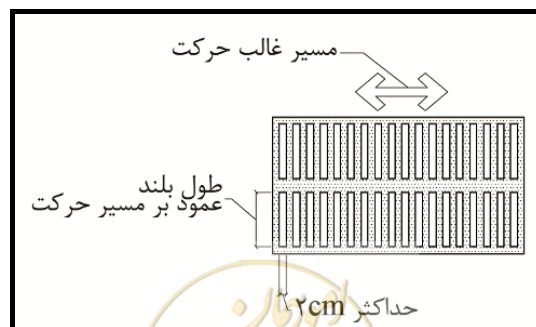 مسیر غالب حرکت
طول بلند
عمود بر مسیر حرکت
حداکثر ۲cm